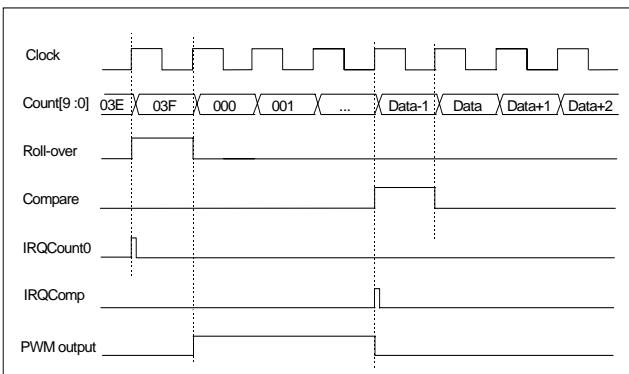 Clock
Count[9 :0] 03E 03F 000 001 ... Data-1 Data Data+1 Data+2
Roll-over
Compare
IRQCount0
IRQComp
PWM output